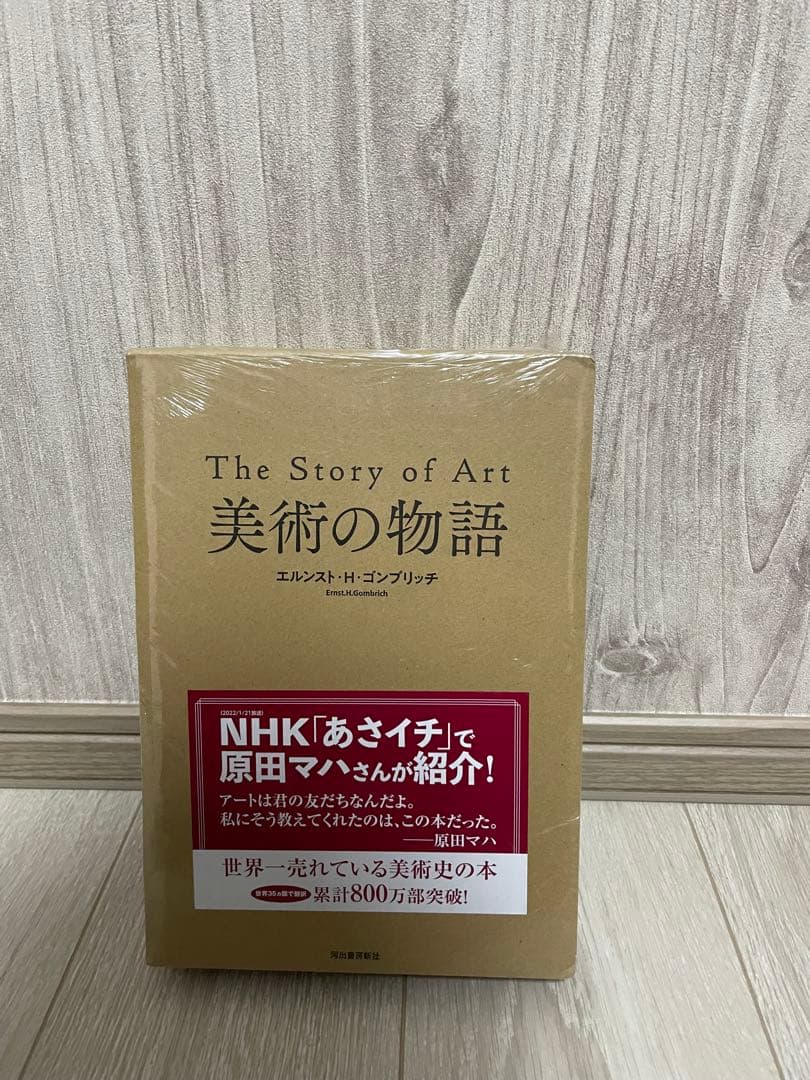 The Story of Art
美術の物語
エルンスト・H・ゴンブリッチ
Ernst.H.Gombrich
(2022/1/21放送)
NHK「あさイチ」で
原田マハさんが紹介!
アートは君の友だちなんだよ。
私にそう教えてくれたのは、この本だった。
——原田マハ
世界一売れている美術史の本
世界35ヵ国で翻訳 累計800万部突破!
河出書房新社